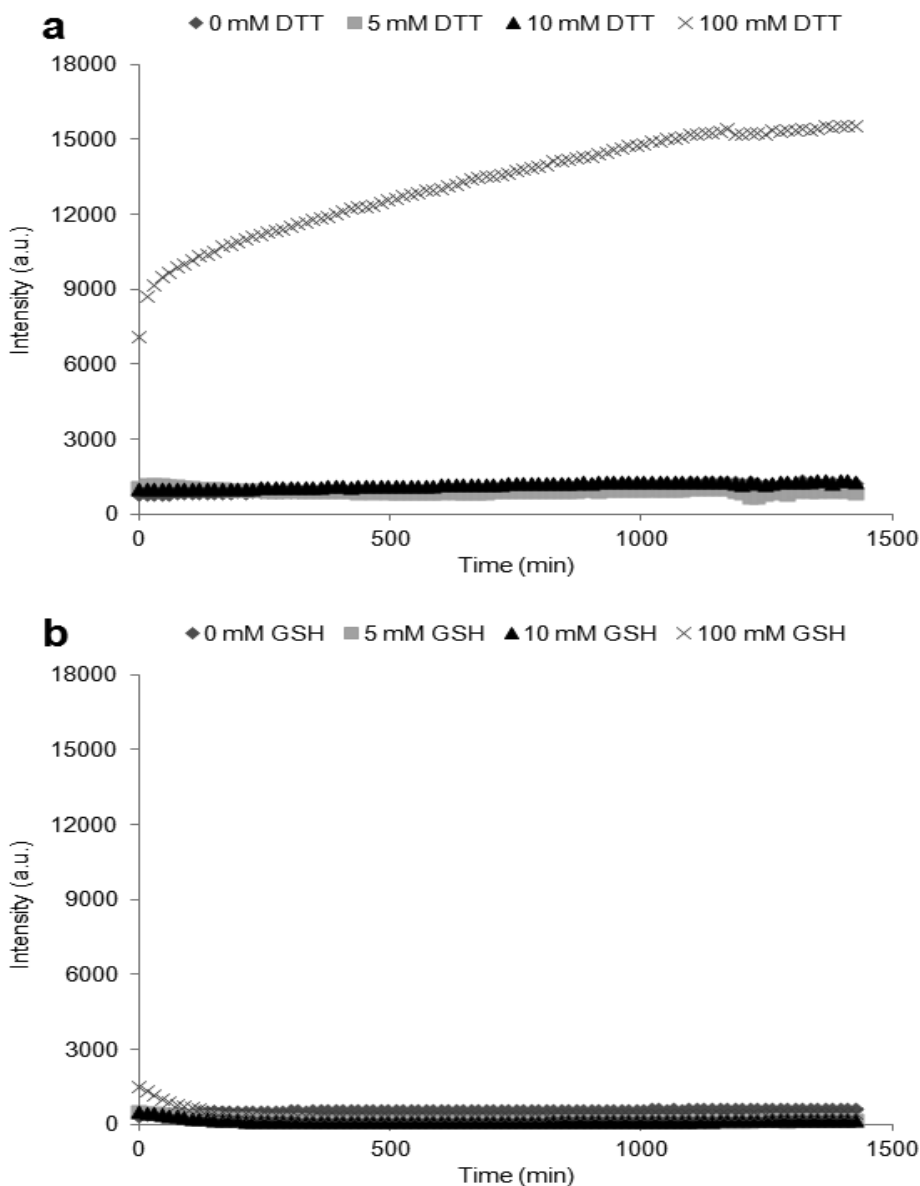 a
◆ 0 mM DTT ■ 5 mM DTT ▲ 10 mM DTT × 100 mM DTT
18000
15000
12000
9000
6000
3000
0
Intensity (a.u.)
0 500 1000 1500
Time (min)
b
◆ 0 mM GSH ■ 5 mM GSH ▲ 10 mM GSH × 100 mM GSH
18000
15000
12000
9000
6000
3000
0
Intensity (a.u.)
0 500 1000 1500
Time (min)